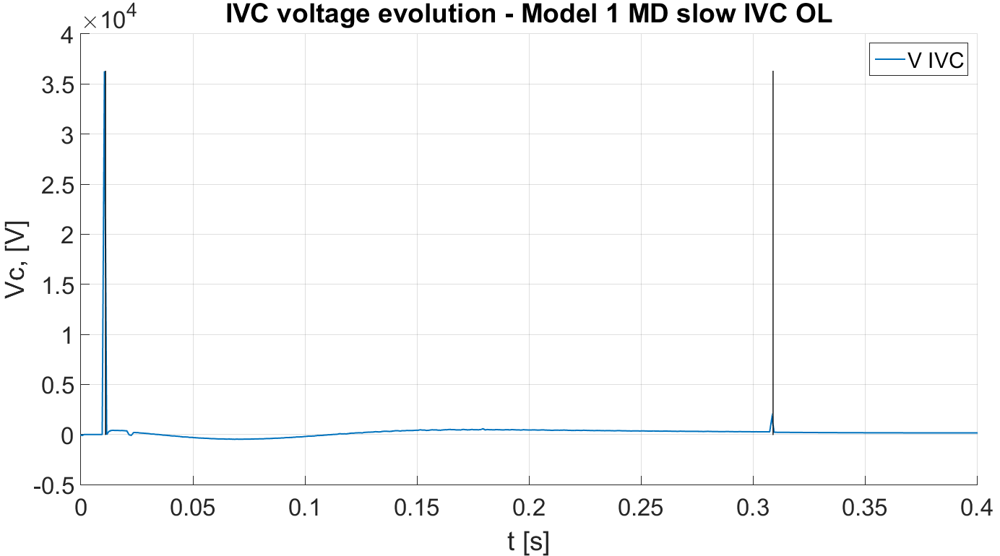 IVC voltage evolution - Model 1 MD slow IVC OL
×10⁴
V IVC
4
3.5
3
2.5
2
1.5
1
0.5
0
-0.5
Vc, [V]
0 0.05 0.1 0.15 0.2 0.25 0.3 0.35 0.4
t [s]